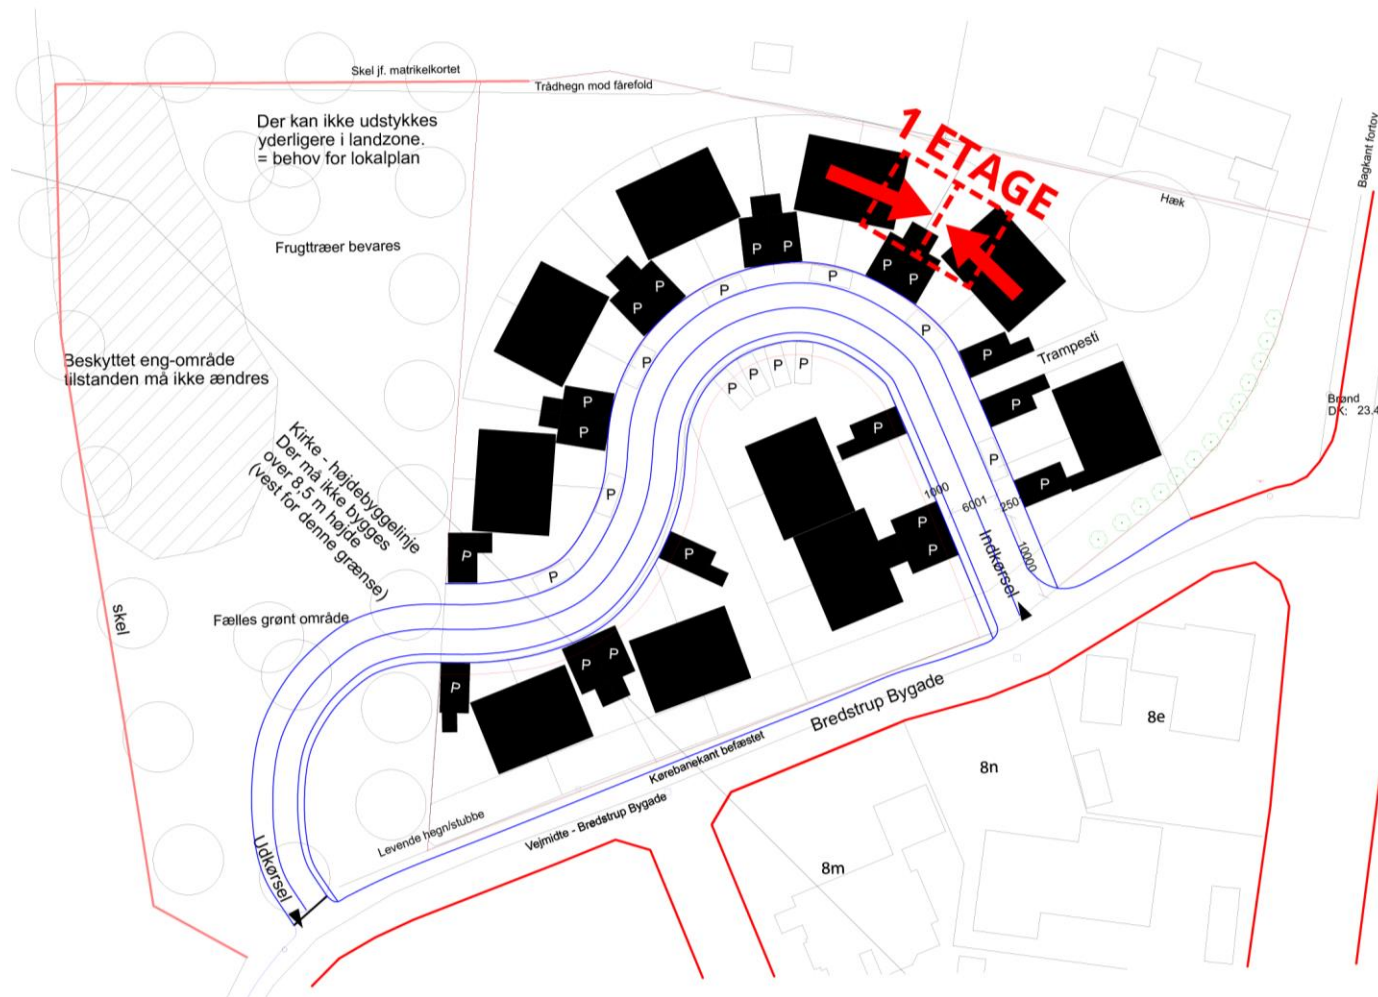 Skel jf. matrikelkortet
Trådhegn mod fårefold
Der kan ikke udstykkes
yderligere i landzone.
= behov for lokalplan
1 ETAGE
Bagkant fortov
Hæk
Frugttræer bevares
P P
P P
P
P
P
P P
P
P
Beskyttet eng-område
tilstanden må ikke ændres
P
P
P
P
P
P
P
P
Trampesti
P
P
P
Brønd
DK: 23.4
Kirke - højdebyggelinje
Der må ikke bygges
over 8,5 m højde
(vest for denne grænse)
P
P
P
P
1000
6001
250
10000
P
P
P
P
P
Indkørsel
skel
Fælles grønt område
P
P
P
Bredstrup Bygade
8e
Kørebanekant befæstet
8n
Vejmidte - Bredstrup Bygade
Levende hegn/stubbe
8m
Udkørsel